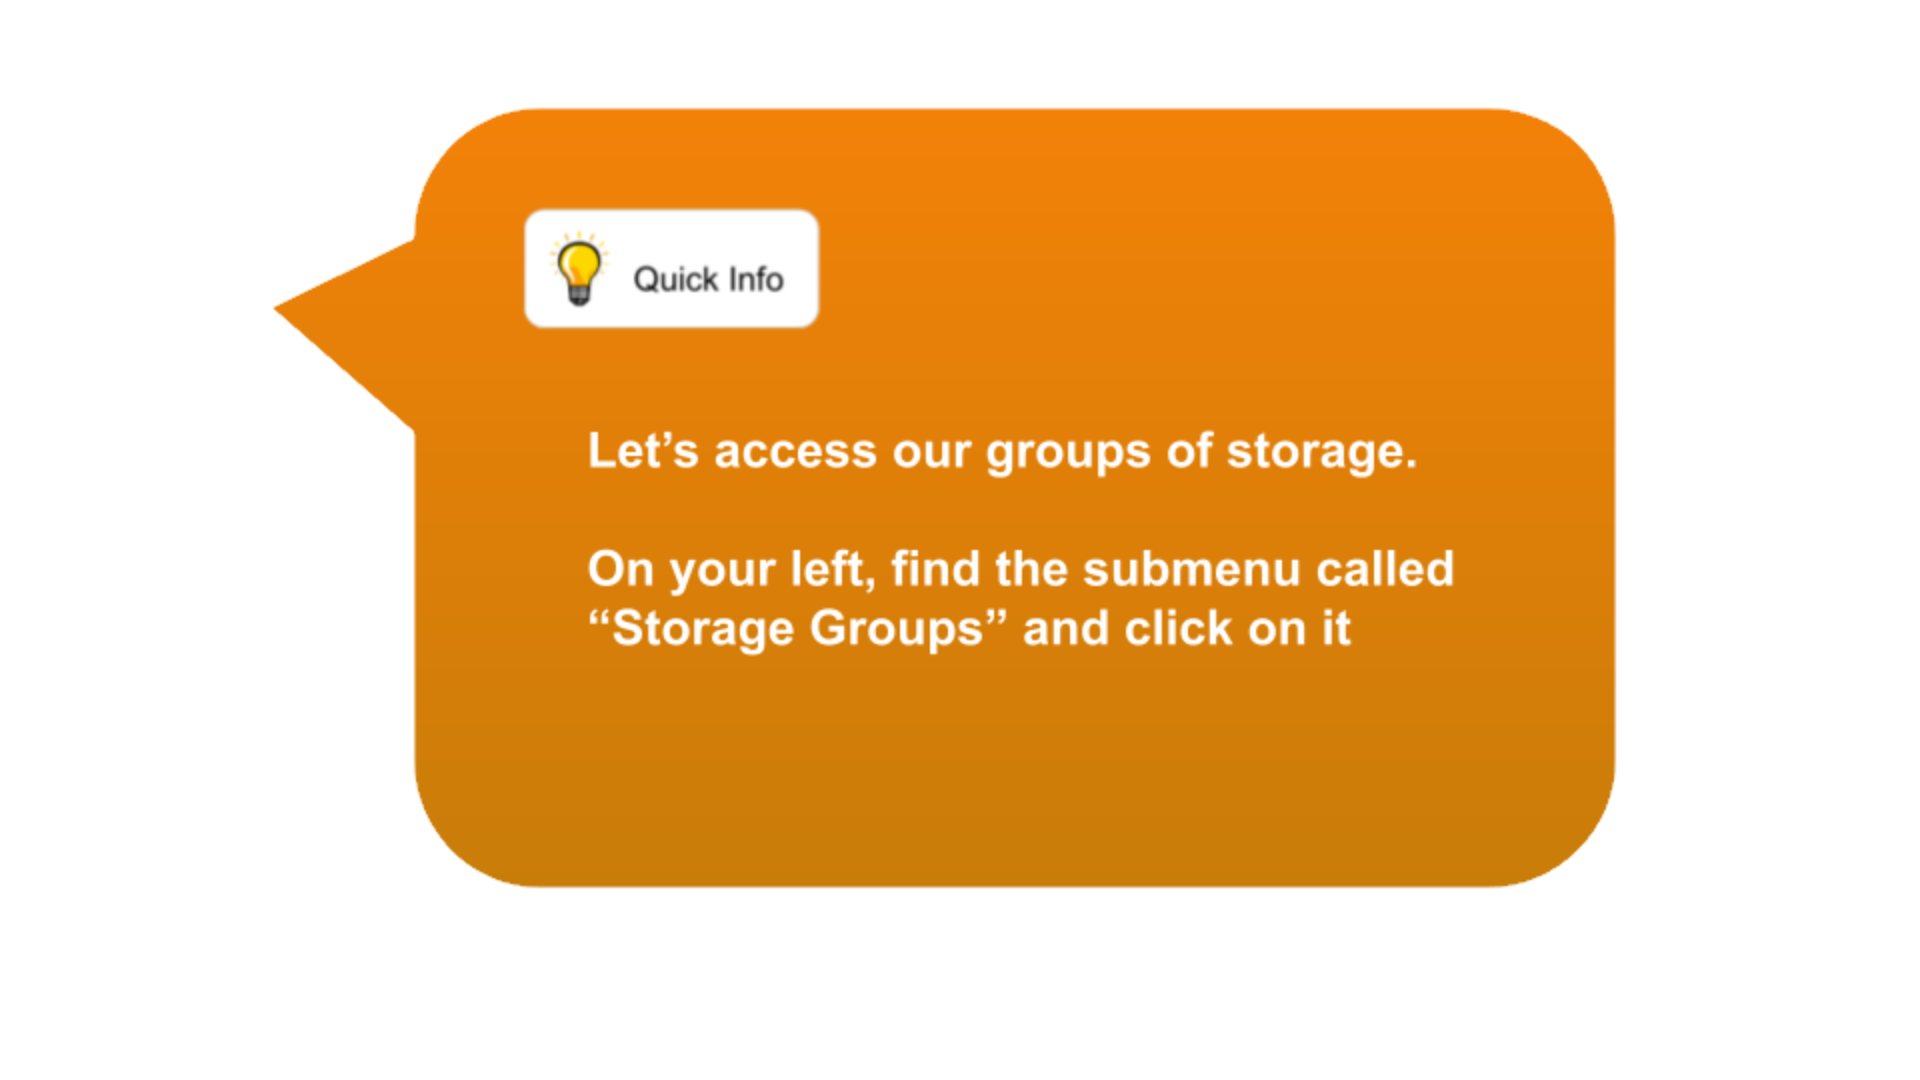 Quick Info
Let’s access our groups of storage.
On your left, find the submenu called
“Storage Groups” and click on it